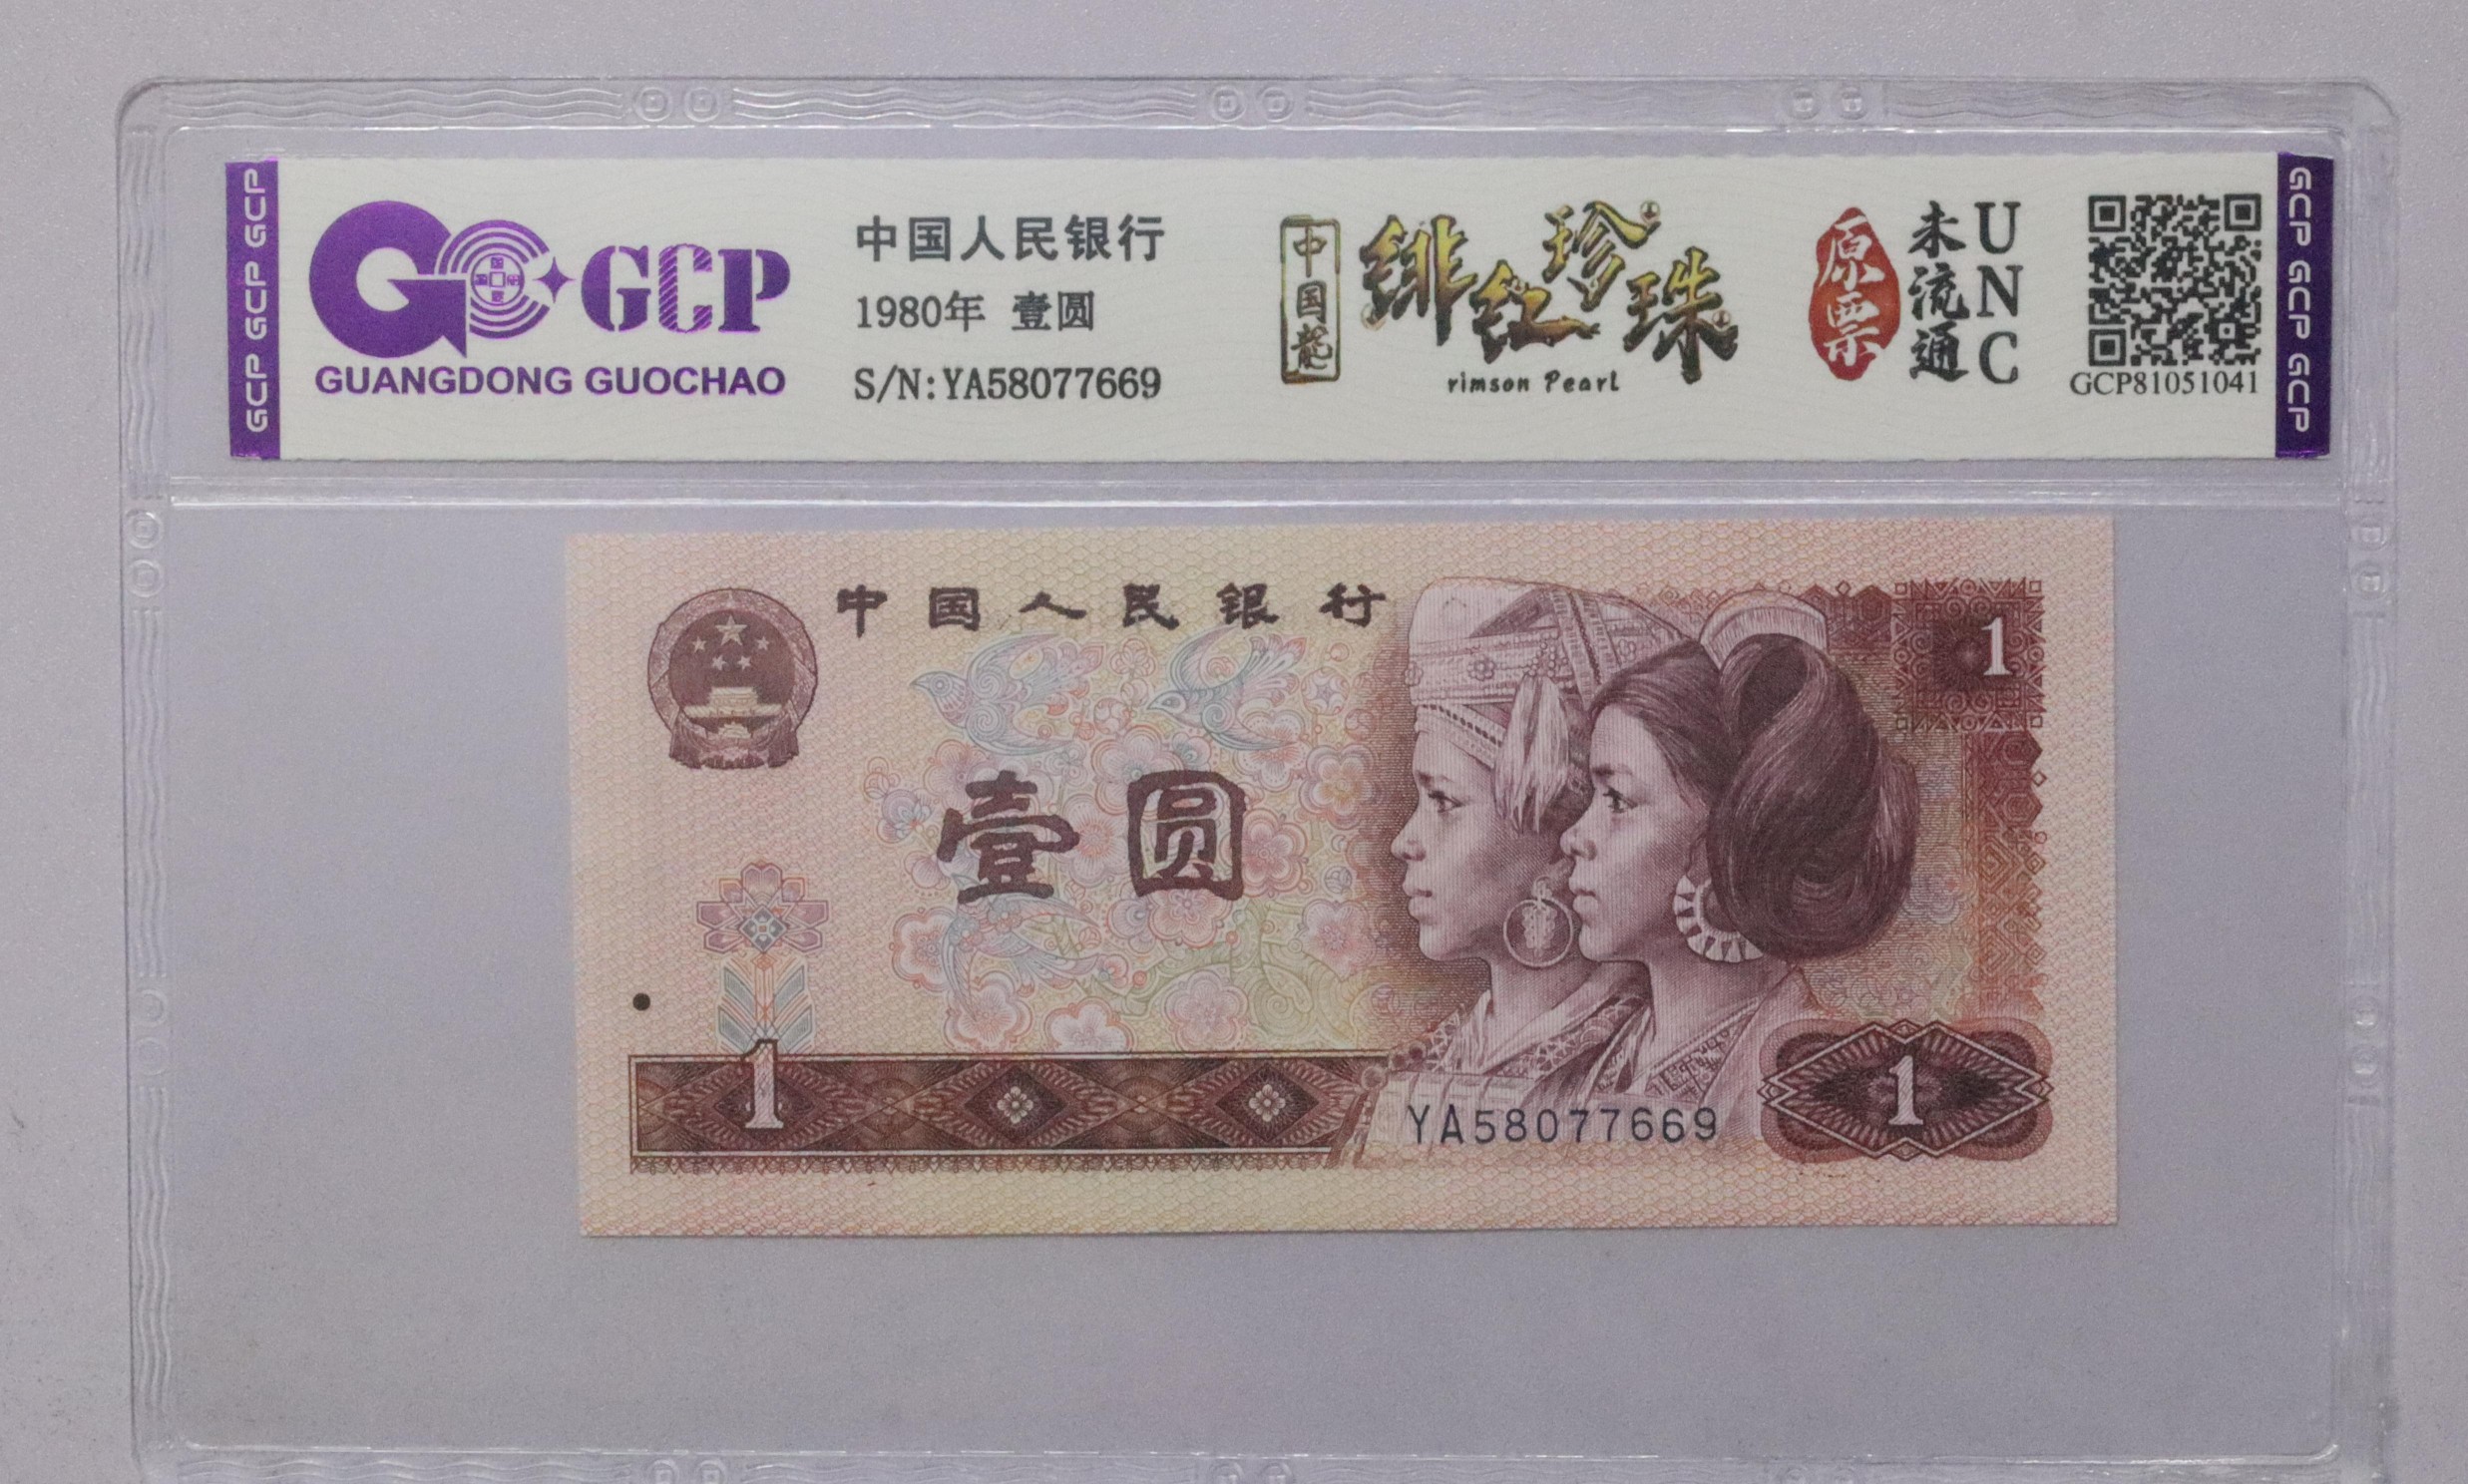 GCP GCP GCP
GCP
GUANGDONG GUOCHAO
中国人民银行
1980年 壹圆
S/N:YA58077669
中国龍
绯红珍珠
rimson Pearl
原票
未流通
UNC
GCP81051041
GCP GCP GCP
中国人民银行
1
壹圆
1
YA58077669
1